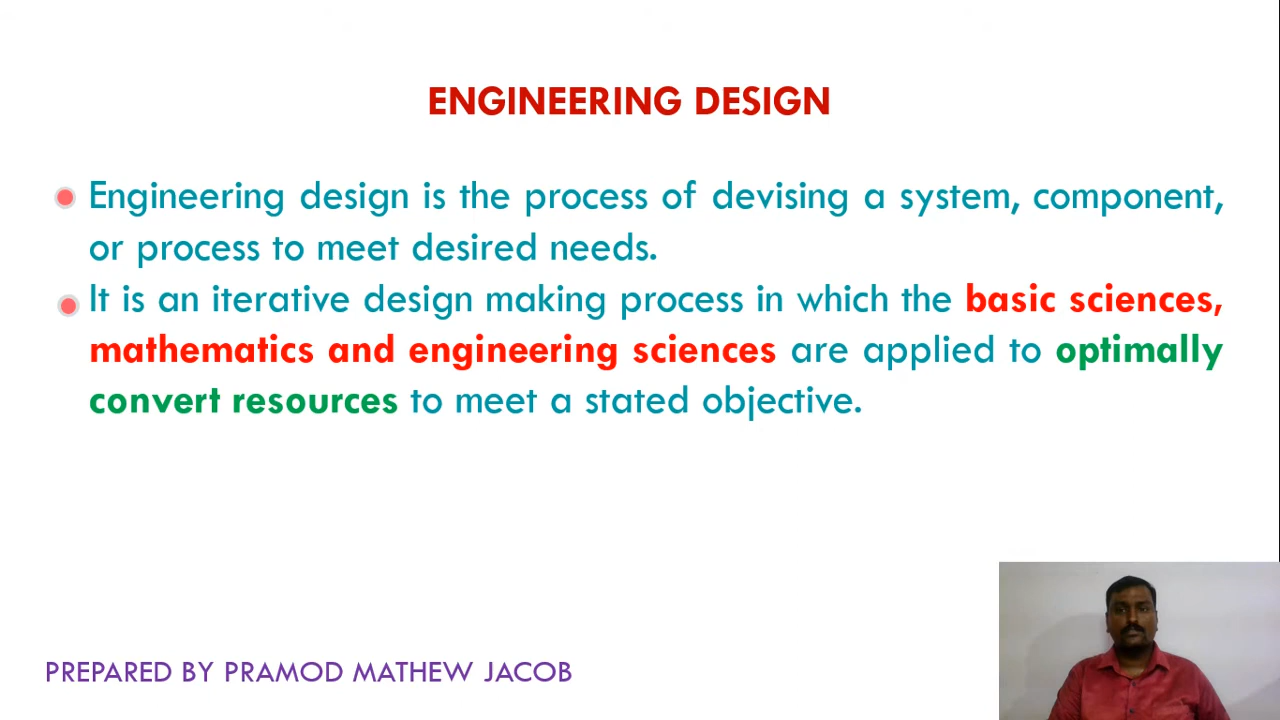 ENGINEERING DESIGN
Engineering design is the process of devising a system, component,
or process to meet desired needs.
It is an iterative design making process in which the basic sciences,
mathematics and engineering sciences are applied to optimally
convert resources to meet a stated objective.
PREPARED BY PRAMOD MATHEW JACOB